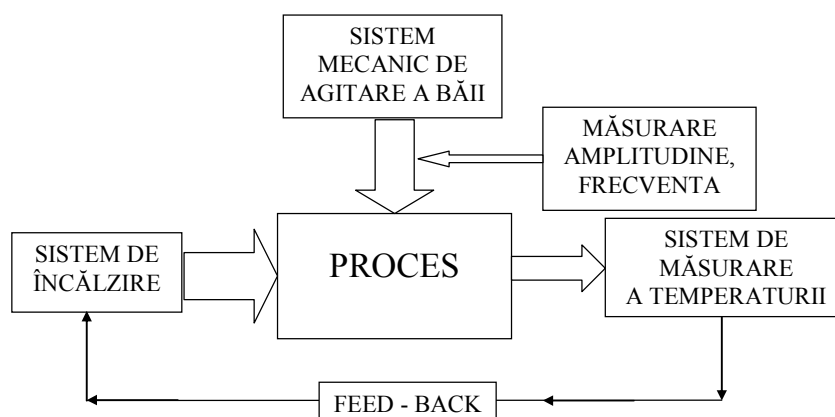 SISTEM
MECANIC DE
AGITARE A BĂII
MĂSURARE
AMPLITUDINE,
FRECVENTA
SISTEM DE
ÎNCĂLZIRE
PROCES
SISTEM DE
MĂSURARE
A TEMPERATURII
FEED - BACK